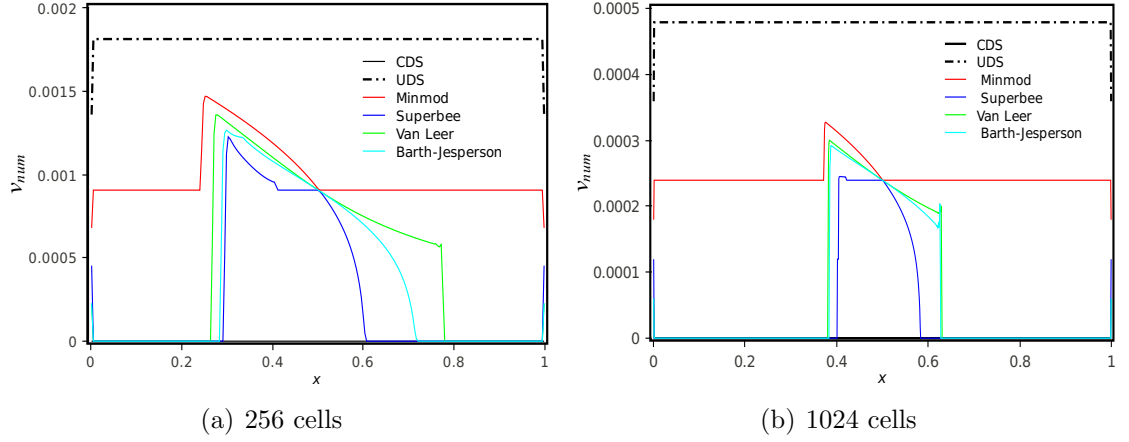 0.002
0.0015
0.001
0.0005
0
ν_num
CDS
UDS
Minmod
Superbee
Van Leer
Barth-Jesperson
0
0.2
0.4
0.6
0.8
1
x
(a) 256 cells
0.0005
0.0004
0.0003
0.0002
0.0001
0
ν_num
CDS
UDS
Minmod
Superbee
Van Leer
Barth-Jesperson
0
0.2
0.4
0.6
0.8
1
x
(b) 1024 cells